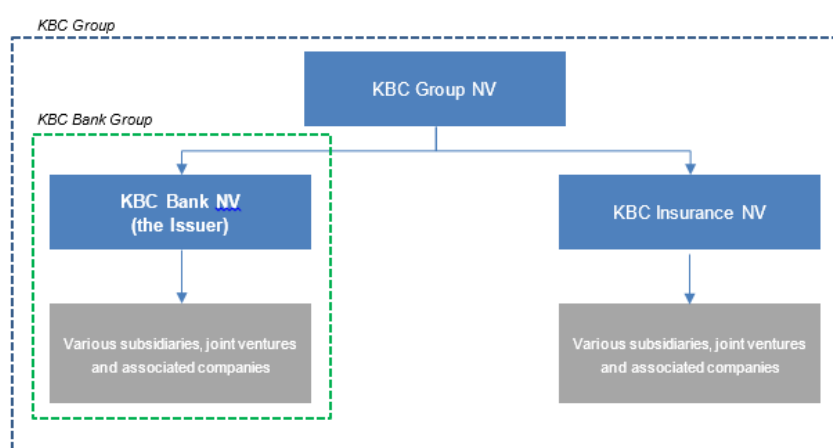 KBC Group
KBC Group NV
KBC Bank Group
KBC Bank NV
(the Issuer)
KBC Insurance NV
Various subsidiaries, joint ventures
and associated companies
Various subsidiaries, joint ventures
and associated companies